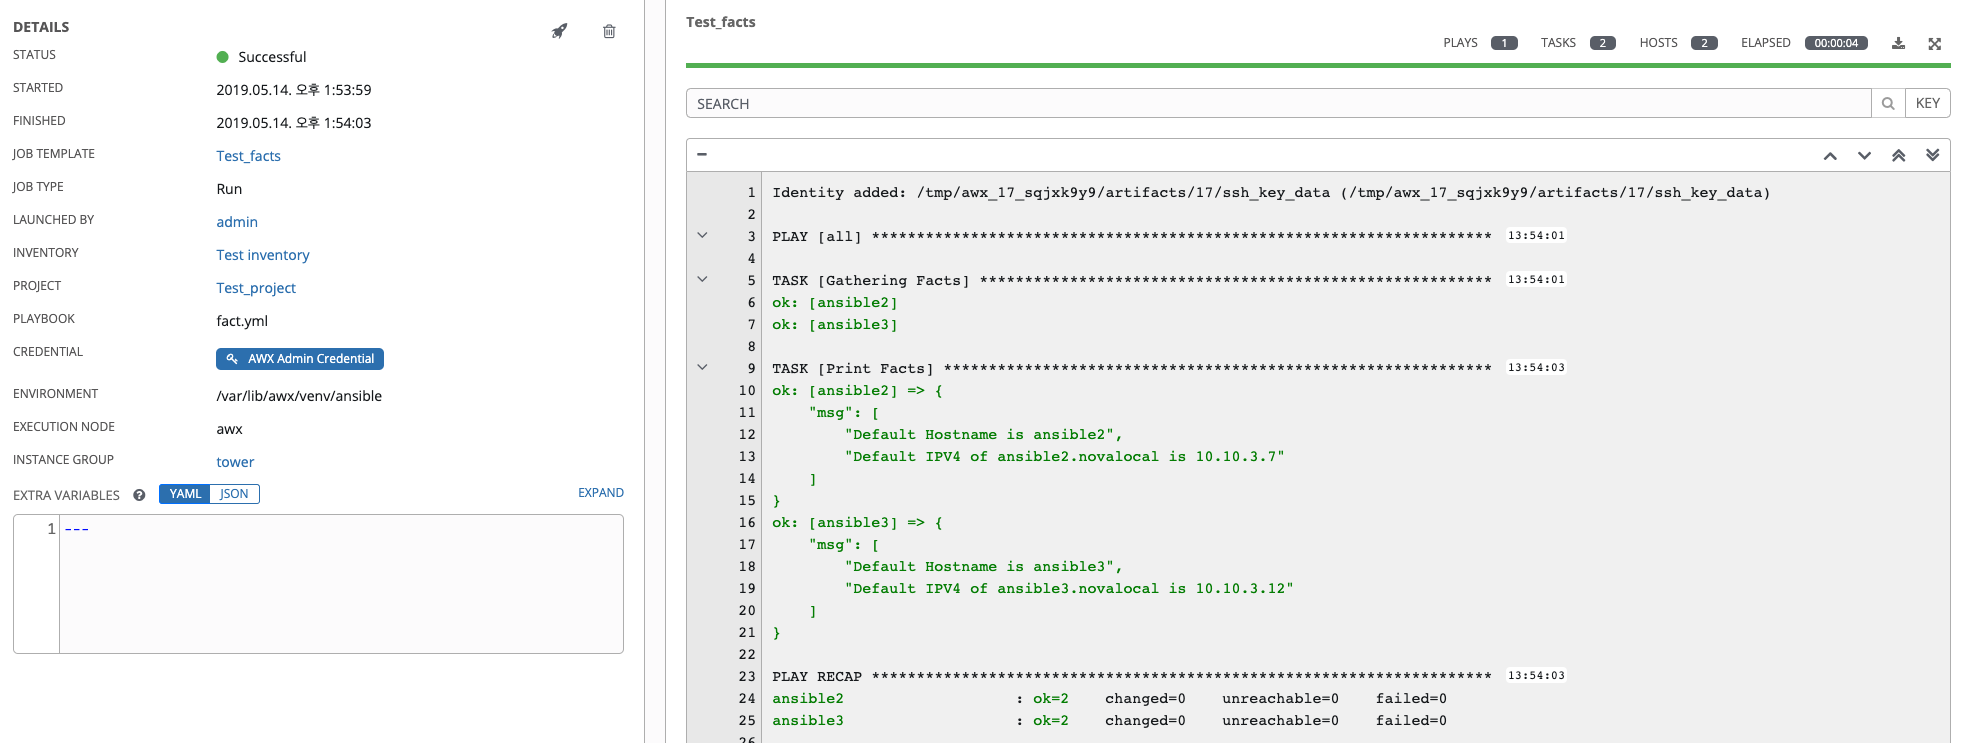 DETAILS
STATUS
Successful
STARTED
2019.05.14. 오후 1:53:59
FINISHED
2019.05.14. 오후 1:54:03
JOB TEMPLATE
Test_facts
JOB TYPE
Run
LAUNCHED BY
admin
INVENTORY
Test inventory
PROJECT
Test_project
PLAYBOOK
fact.yml
CREDENTIAL
AWX Admin Credential
ENVIRONMENT
/var/lib/awx/venv/ansible
EXECUTION NODE
awx
INSTANCE GROUP
tower
EXTRA VARIABLES ? YAML JSON EXPAND
1 ---
Test_facts
PLAYS 1 TASKS 2 HOSTS 2 ELAPSED 00:00:04
SEARCH KEY
1 Identity added: /tmp/awx_17_sqjxk9y9/artifacts/17/ssh_key_data (/tmp/awx_17_sqjxk9y9/artifacts/17/ssh_key_data)
2
3 PLAY [all] ********************************************************************* 13:54:01
4
5 TASK [Gathering Facts] ********************************************************* 13:54:01
6 ok: [ansible2]
7 ok: [ansible3]
8
9 TASK [Print Facts] ************************************************************* 13:54:03
10 ok: [ansible2] => {
11     "msg": [
12         "Default Hostname is ansible2",
13         "Default IPV4 of ansible2.novalocal is 10.10.3.7"
14     ]
15 }
16 ok: [ansible3] => {
17     "msg": [
18         "Default Hostname is ansible3",
19         "Default IPV4 of ansible3.novalocal is 10.10.3.12"
20     ]
21 }
22
23 PLAY RECAP ********************************************************************* 13:54:03
24 ansible2                   : ok=2    changed=0    unreachable=0    failed=0
25 ansible3                   : ok=2    changed=0    unreachable=0    failed=0
26